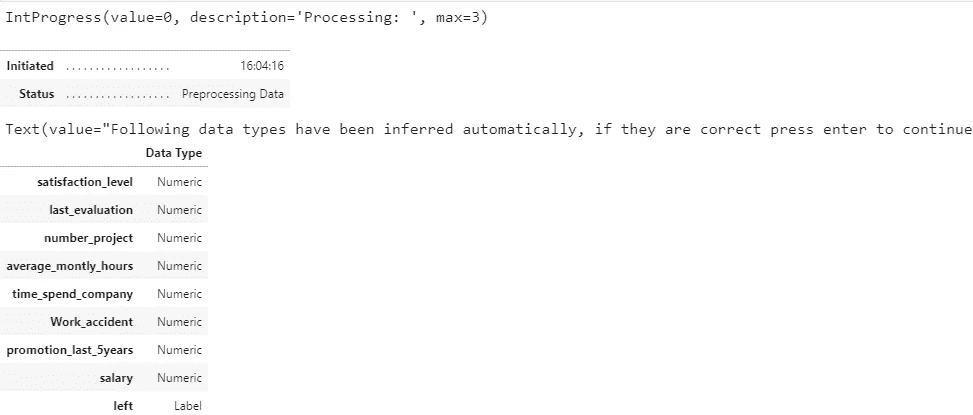 IntProgress(value=0, description='Processing: ', max=3)
Initiated .................. 16:04:16
Status .................. Preprocessing Data
Text(value="Following data types have been inferred automatically, if they are correct press enter to continue
Data Type
satisfaction_level Numeric
last_evaluation Numeric
number_project Numeric
average_montly_hours Numeric
time_spend_company Numeric
Work_accident Numeric
promotion_last_5years Numeric
salary Numeric
left Label